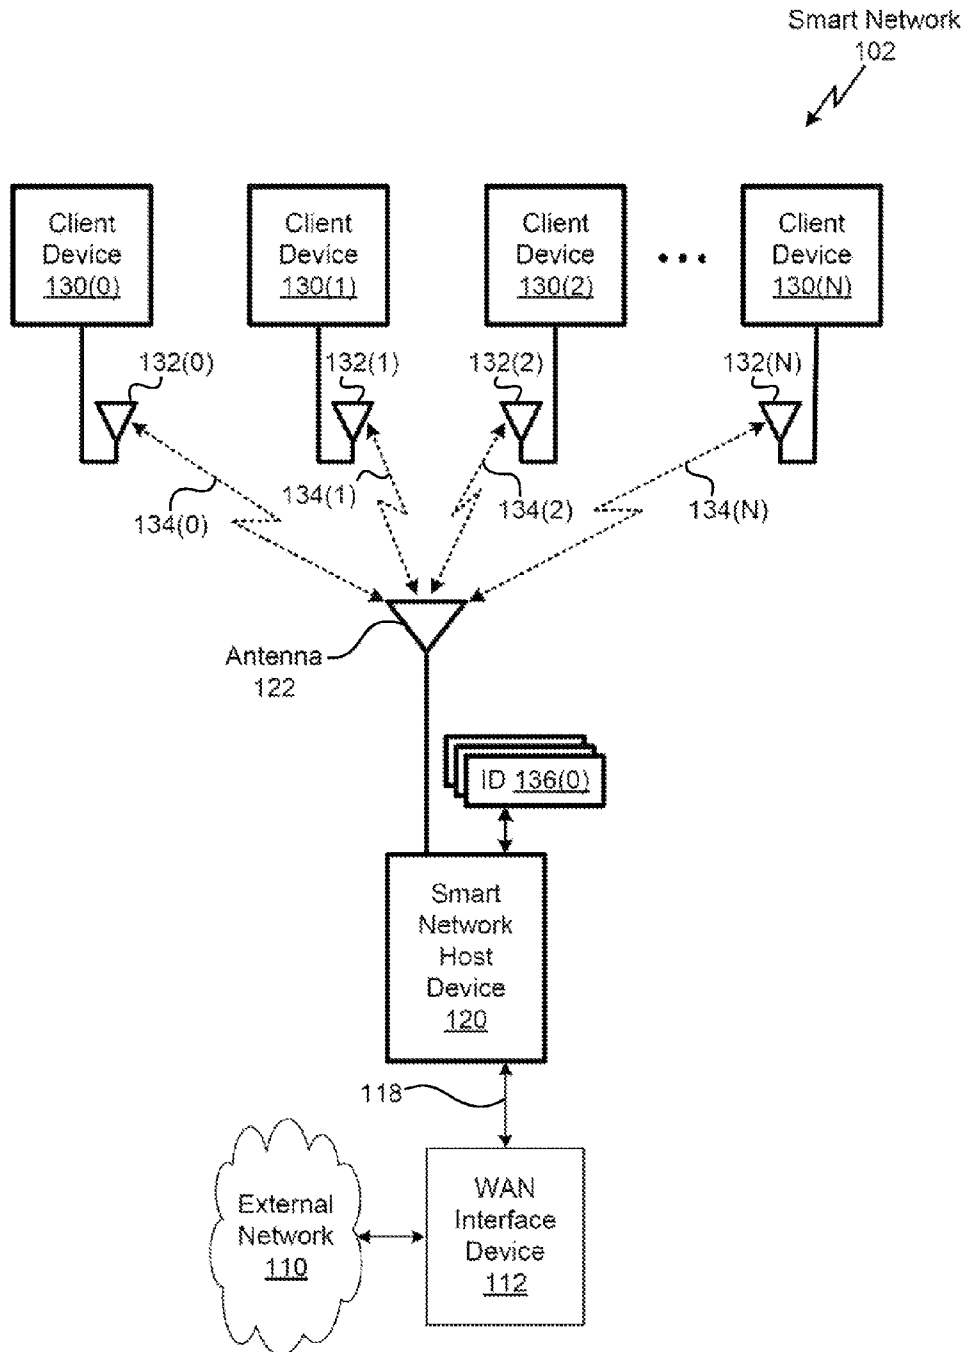 Smart Network
102
Client
Device
130(0)
Client
Device
130(1)
Client
Device
130(2)
Client
Device
130(N)
132(0)
132(1)
132(2)
132(N)
134(0)
134(1)
134(2)
134(N)
Antenna
122
ID 136(0)
Smart
Network
Host
Device
120
118
External
Network
110
WAN
Interface
Device
112